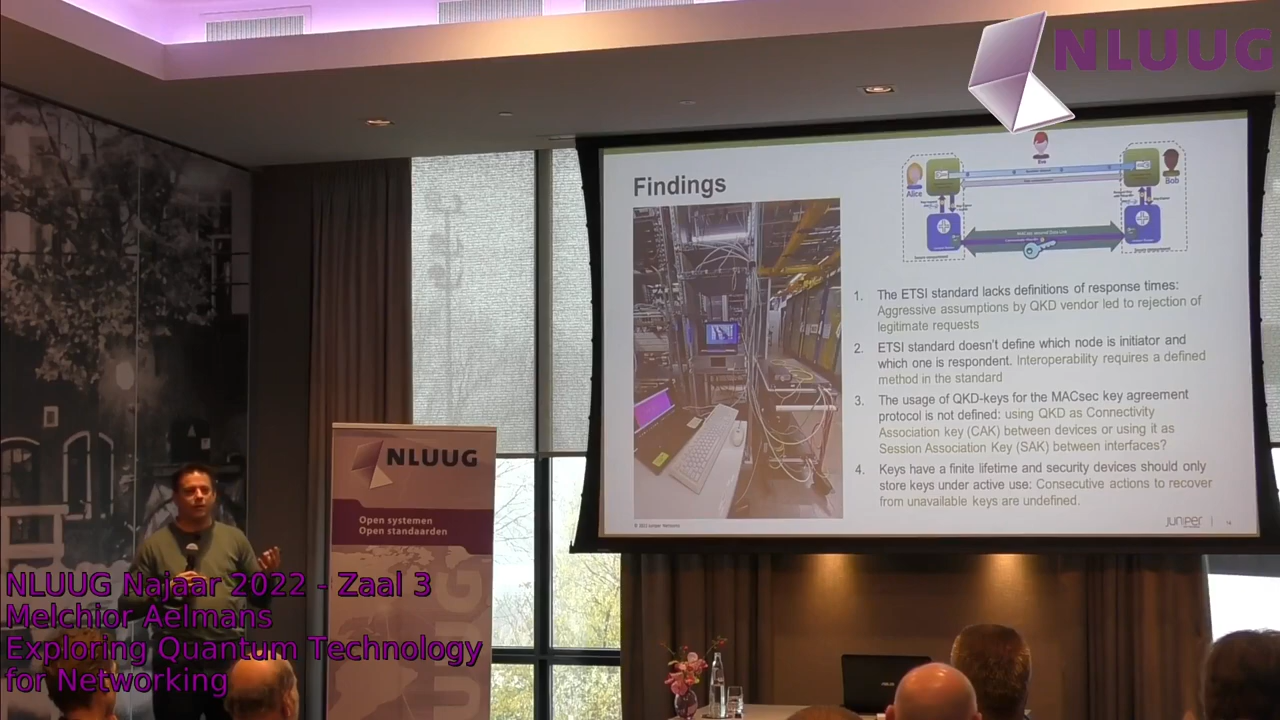 NLUUG
Findings
Eve
Alice
Bob
1. The ETSI standard lacks definitions of response times:
Aggressive assumptions by QKD vendor led to rejection of
legitimate requests
2. ETSI standard doesn't define which node is initiator and
which one is respondent. Interoperability requires a defined
method in the standard
3. The usage of QKD-keys for the MACsec key agreement
protocol is not defined: using QKD as Connectivity
Association key (CAK) between devices or using it as
Session Association Key (SAK) between interfaces?
4. Keys have a finite lifetime and security devices should only
store keys under active use: Consecutive actions to recover
from unavailable keys are undefined.
© 2022 Juniper Networks
JUNIPER
NLUUG
Open systemen
Open standaarden
NLUUG Najaar 2022 - Zaal 3
Melchior Aelmans
Exploring Quantum Technology
for Networking